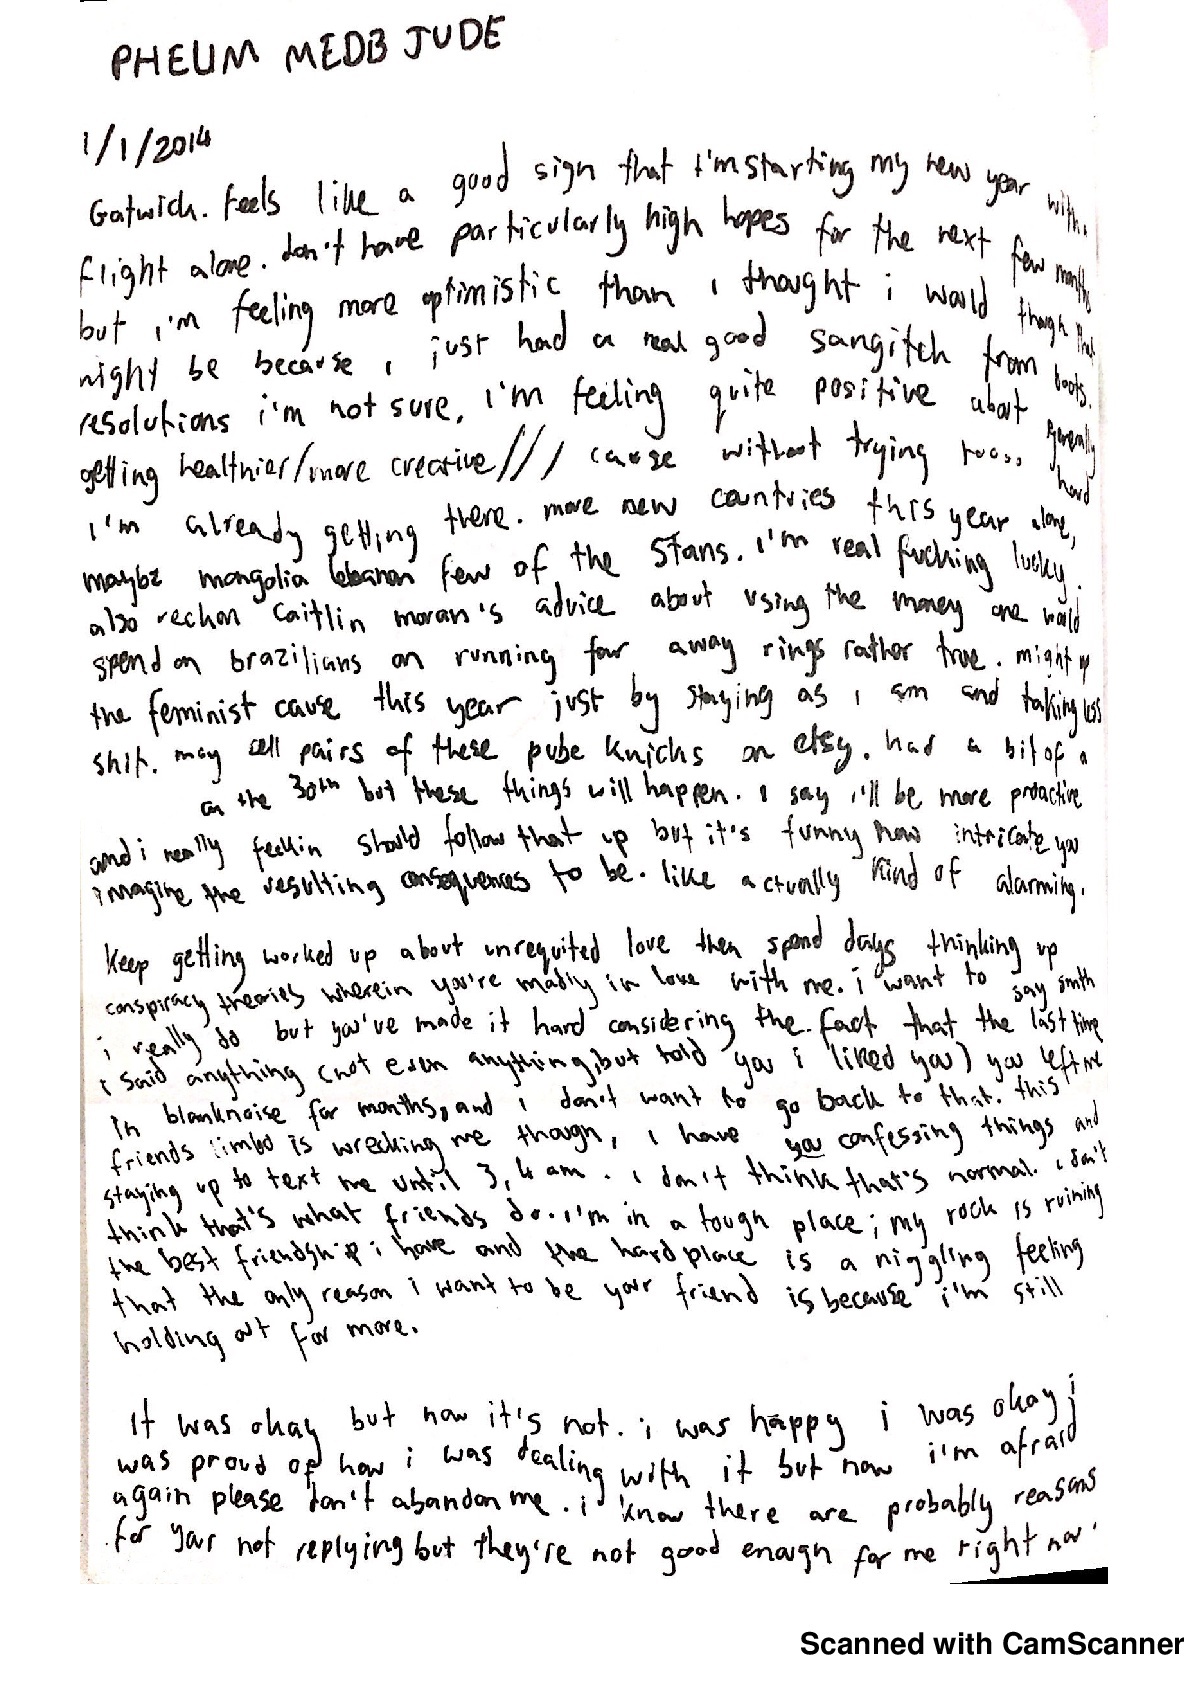 PHEUM MEDB JUDE
1/1/2014
Gatwick. Feels like a good sign that I'm starting my new year with a
flight alone. don't have particularly high hopes for the next few months
but i'm feeling more optimistic than i thought i would though that
might be because i just had a real good sangitch from boots.
resolutions i'm not sure, i'm feeling quite positive about generally
getting healthier/more creative/// cause without trying tooo hard
i'm already getting there. more new countries this year alone,
maybz mongolia lebanon few of the Stans. i'm real fucking lucky.
also reckon caitlin moran's advice about using the money one would
spend on brazilians on running far away rings rather true. might up
the feminist cause this year just by staying as i am and taking less
shit. may sell pairs of these pube knicks on etsy. had a bit of a
on the 30th but these things will happen. i say i'll be more proactive
and i really feckin should follow that up but it's funny how intricate you
imagine the resulting consequences to be. like actually kind of alarming.
Keep getting worked up about unrequited love then spend days thinking up
conspiracy theories wherein you're madly in love with me. i want to say smth
i really do but you've made it hard considering the fact that the last time
i said anything (not even anything, but told you i liked you) you left me
in blanknoise for months, and i don't want to go back to that. this
friends limbo is wrecking me though, i have you confessing things and
staying up to text me until 3, 4 am. i don't think that's normal. i don't
think that's what friends do. i'm in a tough place; my rock is ruining
the best friendship i have and the hard place is a niggling feeling
that the only reason i want to be your friend is because i'm still
holding out for more.
It was okay but now it's not. i was happy i was okay i
was proud of how i was dealing with it but now i'm afraid
again please don't abandon me. i know there are probably reasons
for your not replying but they're not good enough for me right now
Scanned with CamScanner